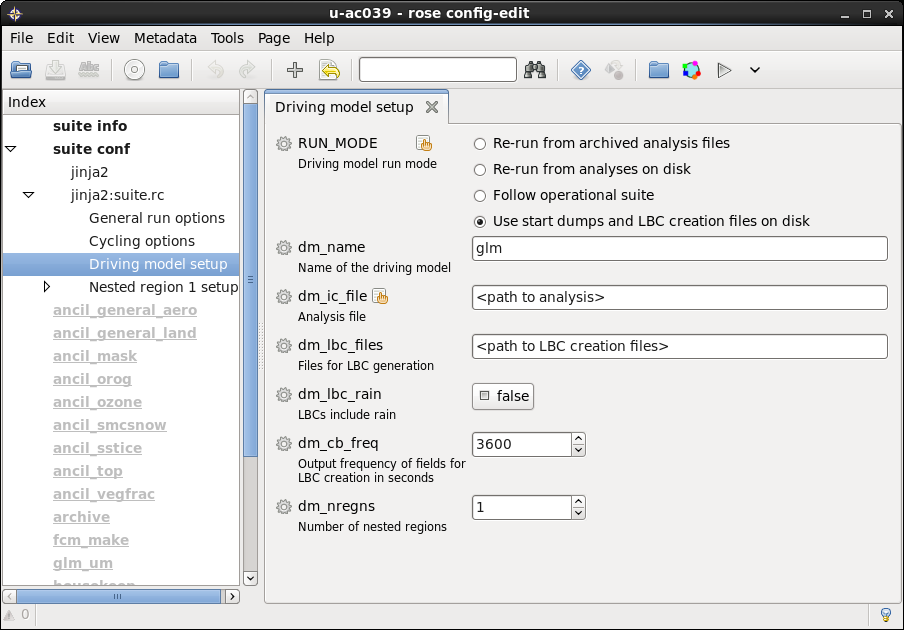 u-ac039 - rose config-edit
File Edit View Metadata Tools Page Help
Abc
Index
suite info
suite conf
jinja2
jinja2:suite.rc
General run options
Cycling options
Driving model setup
Nested region 1 setup
ancil_general_aero
ancil_general_land
ancil_mask
ancil_orog
ancil_ozone
ancil_smcsnow
ancil_sstice
ancil_top
ancil_vegfrac
archive
fcm_make
glm_um
housekeep
0
Driving model setup
RUN_MODE
Driving model run mode
Re-run from archived analysis files
Re-run from analyses on disk
Follow operational suite
Use start dumps and LBC creation files on disk
dm_name
Name of the driving model
glm
dm_ic_file
Analysis file
<path to analysis>
dm_lbc_files
Files for LBC generation
<path to LBC creation files>
dm_lbc_rain
LBCs include rain
false
dm_cb_freq
Output frequency of fields for
LBC creation in seconds
3600
dm_nregns
Number of nested regions
1